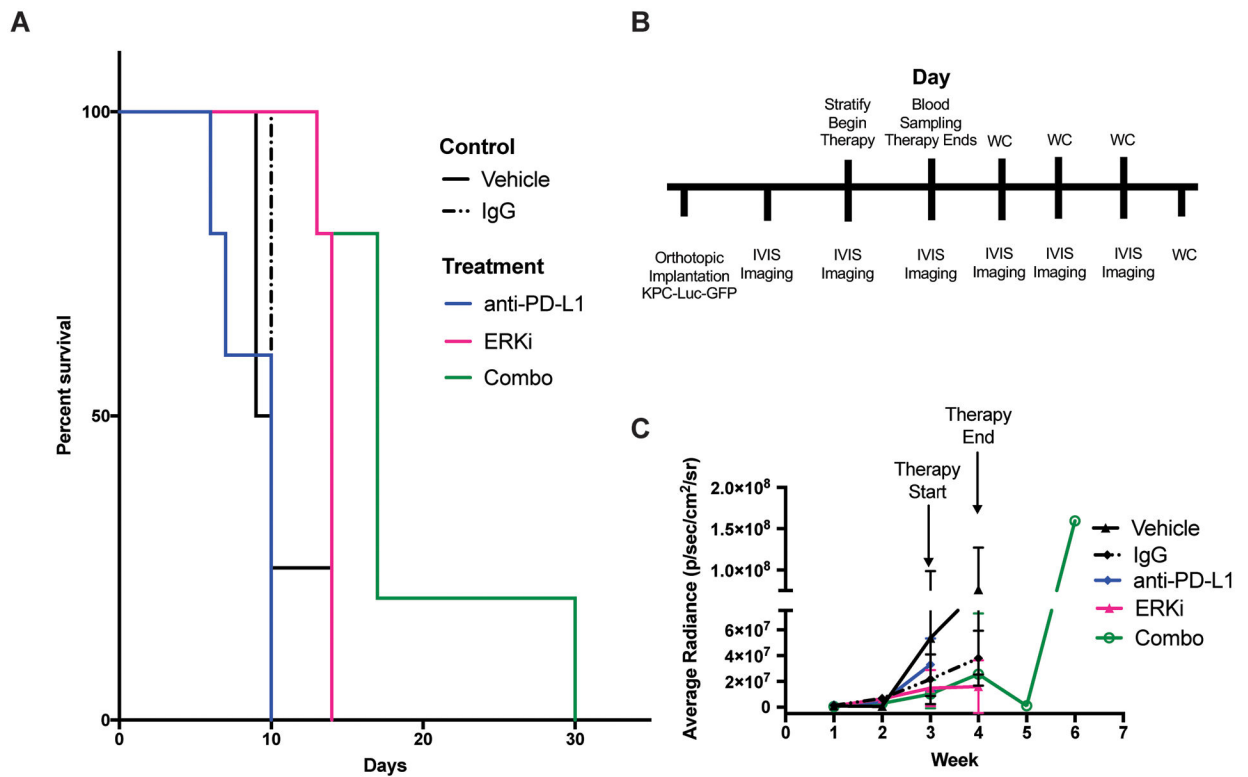 A
Percent survival
100
50
0
0
10
20
30
Days
Control
Vehicle
IgG
Treatment
anti-PD-L1
ERKi
Combo
B
Day
Stratify
Begin
Therapy
Blood
Sampling
Therapy Ends
WC
WC
WC
Orthotopic
Implantation
KPC-Luc-GFP
IVIS
Imaging
IVIS
Imaging
IVIS
Imaging
IVIS
Imaging
IVIS
Imaging
IVIS
Imaging
WC
C
Therapy
End
Therapy
Start
Average Radiance (p/sec/cm²/sr)
2.0×10⁸
1.5×10⁸
1.0×10⁸
6×10⁷
4×10⁷
2×10⁷
0
0
1
2
3
4
5
6
7
Week
Vehicle
IgG
anti-PD-L1
ERKi
Combo